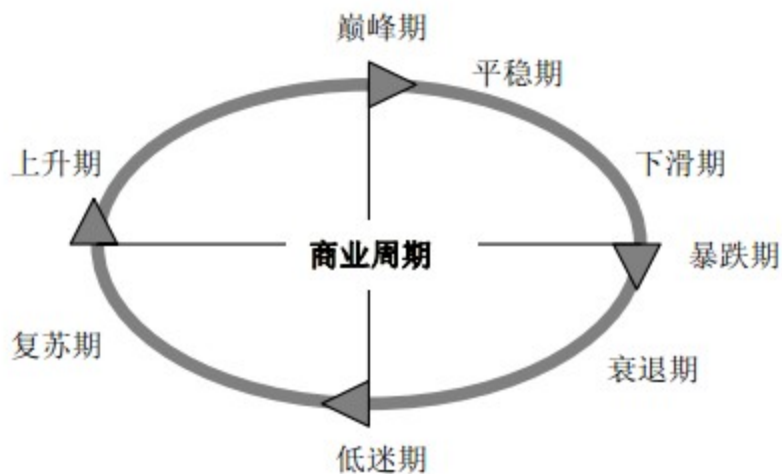 巅峰期
平稳期
上升期
下滑期
商业周期
暴跌期
复苏期
衰退期
低迷期